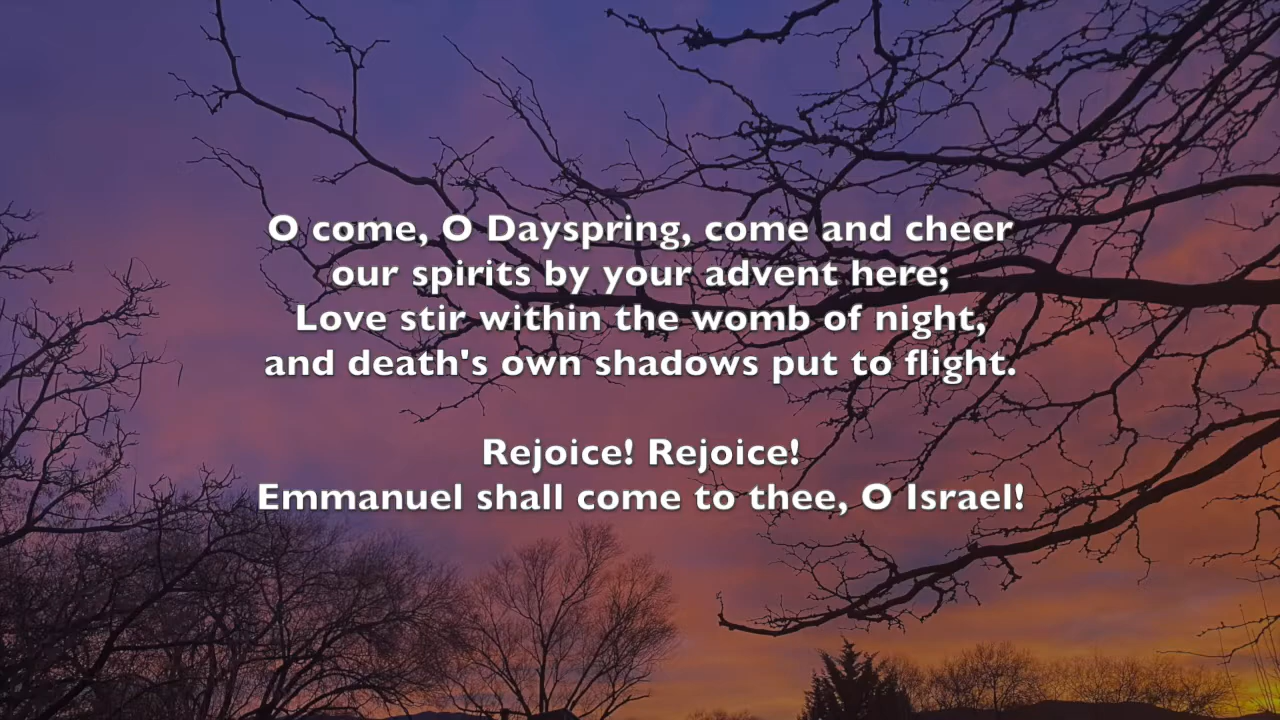 O come, O Dayspring, come and cheer
our spirits by your advent here;
Love stir within the womb of night,
and death's own shadows put to flight.
Rejoice! Rejoice!
Emmanuel shall come to thee, O Israel!